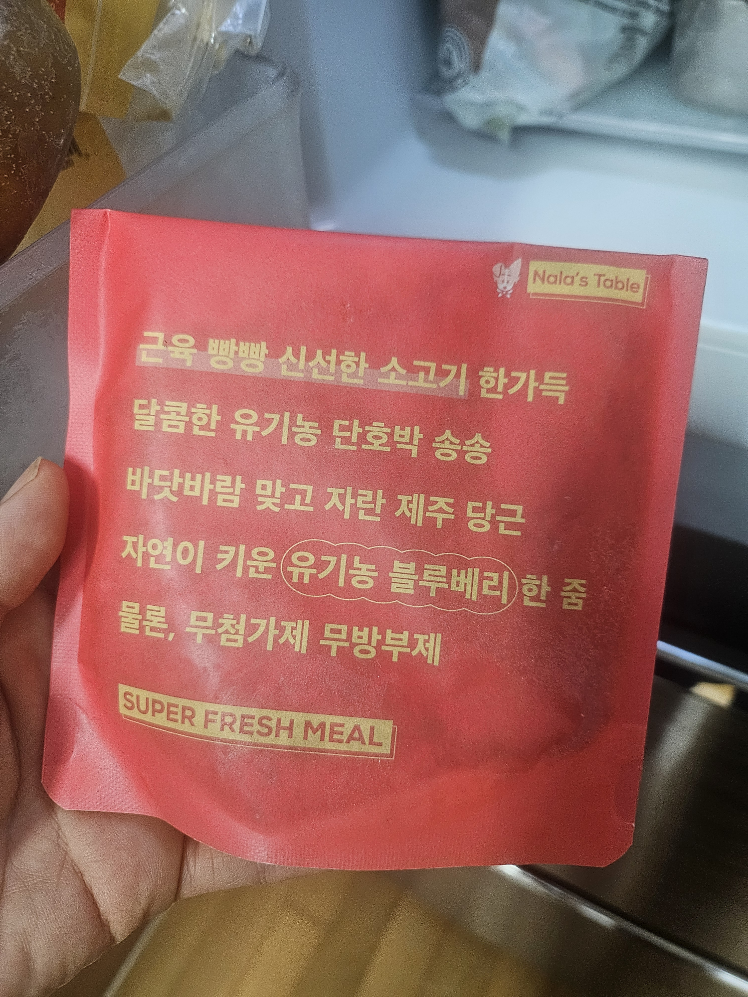 Nala's Table
근육 빵빵 신선한 소고기 한가득
달콤한 유기농 단호박 송송
바닷바람 맞고 자란 제주 당근
자연이 키운 유기농 블루베리 한 줌
물론, 무첨가제 무방부제
SUPER FRESH MEAL